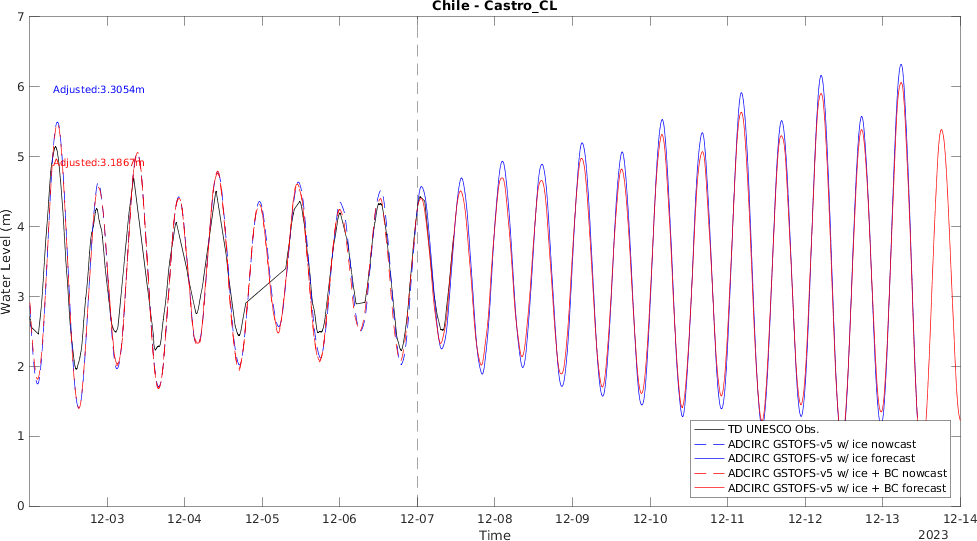 Chile - Castro_CL
7
6
5
4
3
2
1
0
Water Level (m)
Adjusted:3.3054m
Adjusted:3.1867m
TD UNESCO Obs.
ADCIRC GSTOFS-v5 w/ ice nowcast
ADCIRC GSTOFS-v5 w/ ice forecast
ADCIRC GSTOFS-v5 w/ ice + BC nowcast
ADCIRC GSTOFS-v5 w/ ice + BC forecast
12-03 12-04 12-05 12-06 12-07 12-08 12-09 12-10 12-11 12-12 12-13 12-14
Time
2023